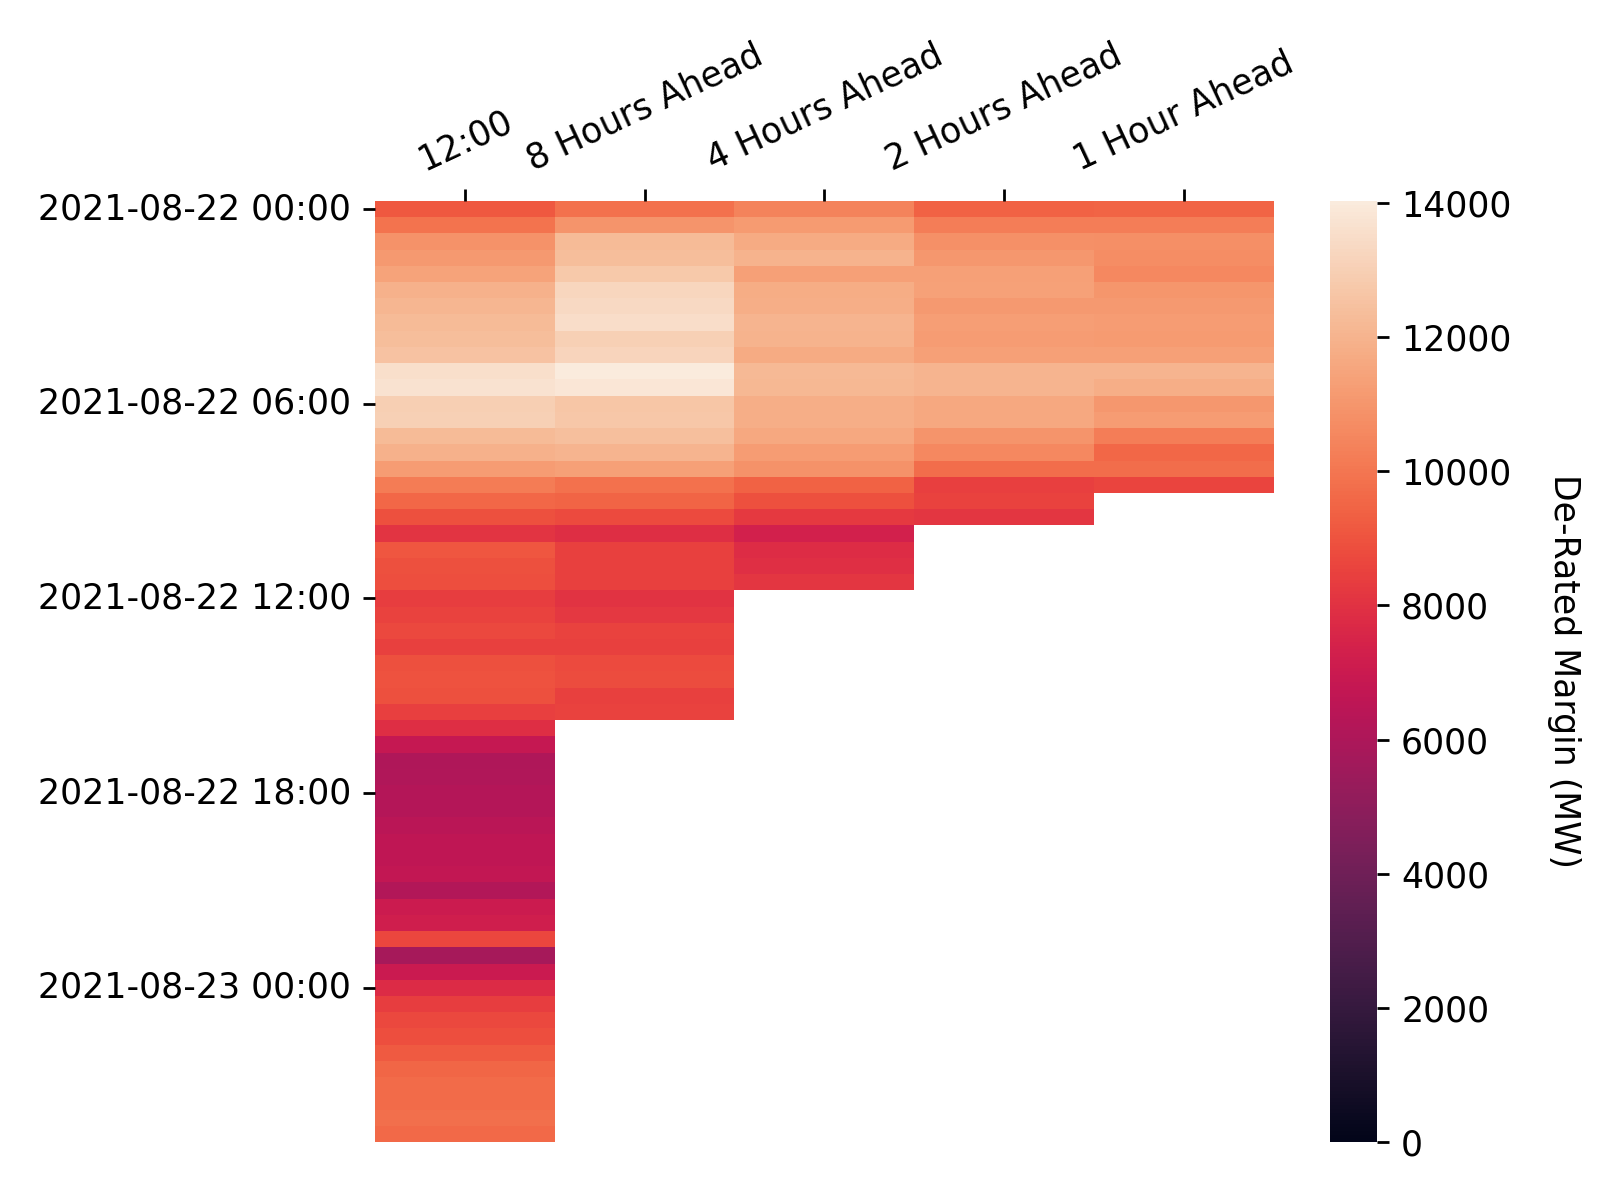 12:00
8 Hours Ahead
4 Hours Ahead
2 Hours Ahead
1 Hour Ahead
2021-08-22 00:00
2021-08-22 06:00
2021-08-22 12:00
2021-08-22 18:00
2021-08-23 00:00
14000
12000
10000
8000
6000
4000
2000
0
De-Rated Margin (MW)